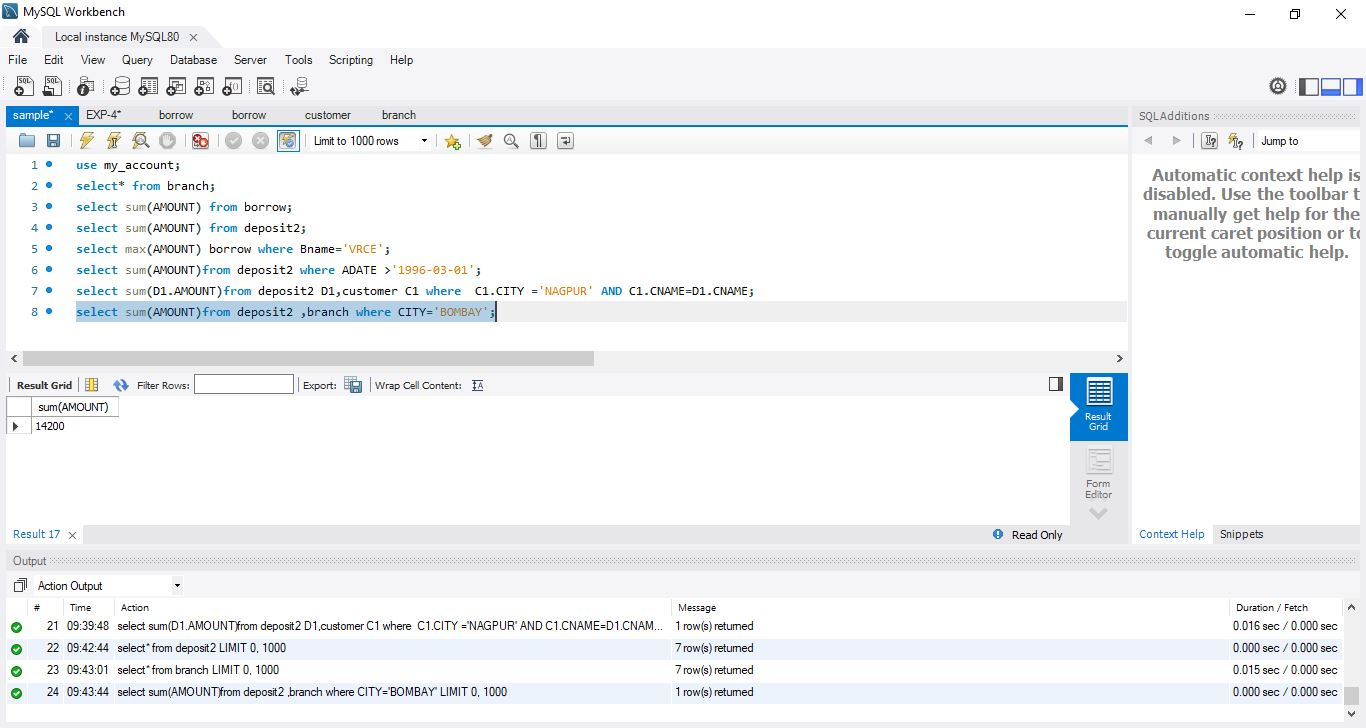 MySQL Workbench
Local instance MySQL80
File Edit View Query Database Server Tools Scripting Help
sample* EXP-4* borrow borrow customer branch
Limit to 1000 rows
1 use my_account;
2 select* from branch;
3 select sum(AMOUNT) from borrow;
4 select sum(AMOUNT) from deposit2;
5 select max(AMOUNT) borrow where Bname='VRCE';
6 select sum(AMOUNT)from deposit2 where ADATE >'1996-03-01';
7 select sum(D1.AMOUNT)from deposit2 D1,customer C1 where C1.CITY ='NAGPUR' AND C1.CNAME=D1.CNAME;
8 select sum(AMOUNT)from deposit2 ,branch where CITY='BOMBAY';
SQLAdditions
Jump to
Automatic context help is
disabled. Use the toolbar t
manually get help for the
current caret position or to
toggle automatic help.
Result Grid Filter Rows: Export: Wrap Cell Content:
sum(AMOUNT)
14200
Result
Grid
Form
Editor
Result 17
Read Only
Context Help Snippets
Output
Action Output
# Time Action Message Duration / Fetch
21 09:39:48 select sum(D1.AMOUNT)from deposit2 D1,customer C1 where C1.CITY ='NAGPUR' AND C1.CNAME=D1.CNAM... 1 row(s) returned 0.016 sec / 0.000 sec
22 09:42:44 select* from deposit2 LIMIT 0, 1000 7 row(s) returned 0.000 sec / 0.000 sec
23 09:43:01 select* from branch LIMIT 0, 1000 7 row(s) returned 0.015 sec / 0.000 sec
24 09:43:44 select sum(AMOUNT)from deposit2 ,branch where CITY='BOMBAY' LIMIT 0, 1000 1 row(s) returned 0.000 sec / 0.000 sec